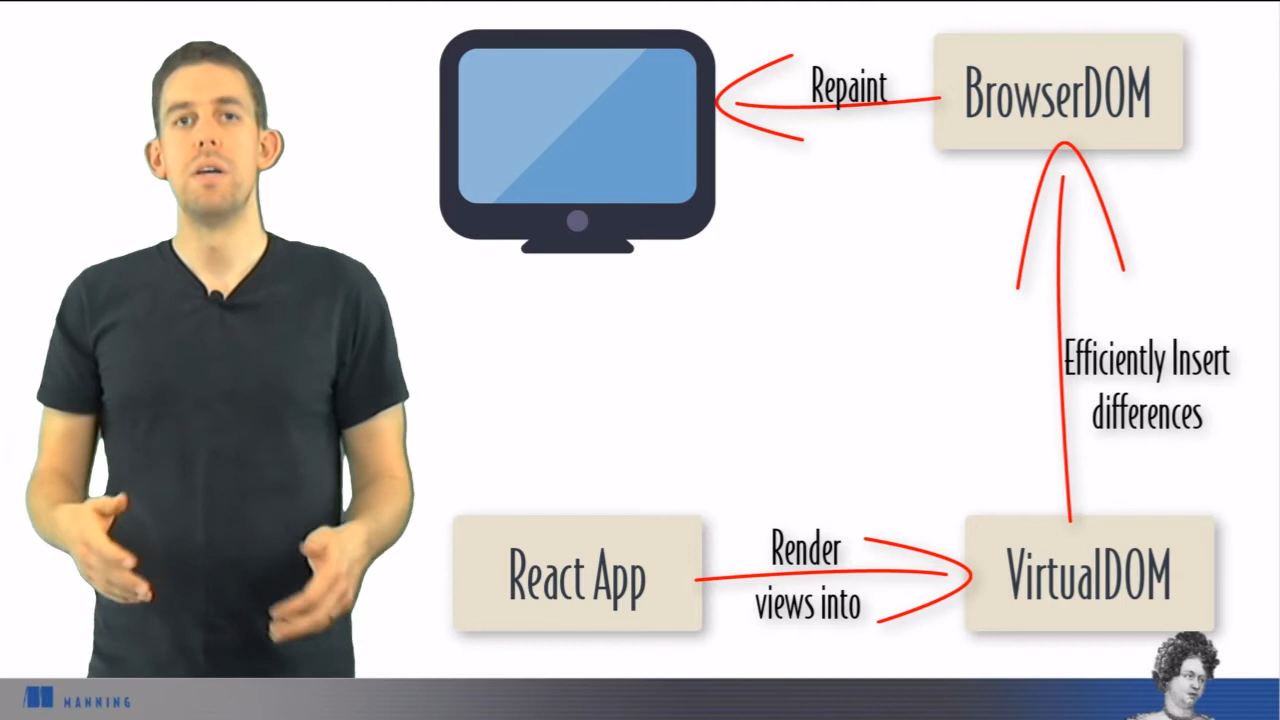 Repaint
BrowserDOM
Efficiently Insert
differences
React App
Render
views into
VirtualDOM
MANNING